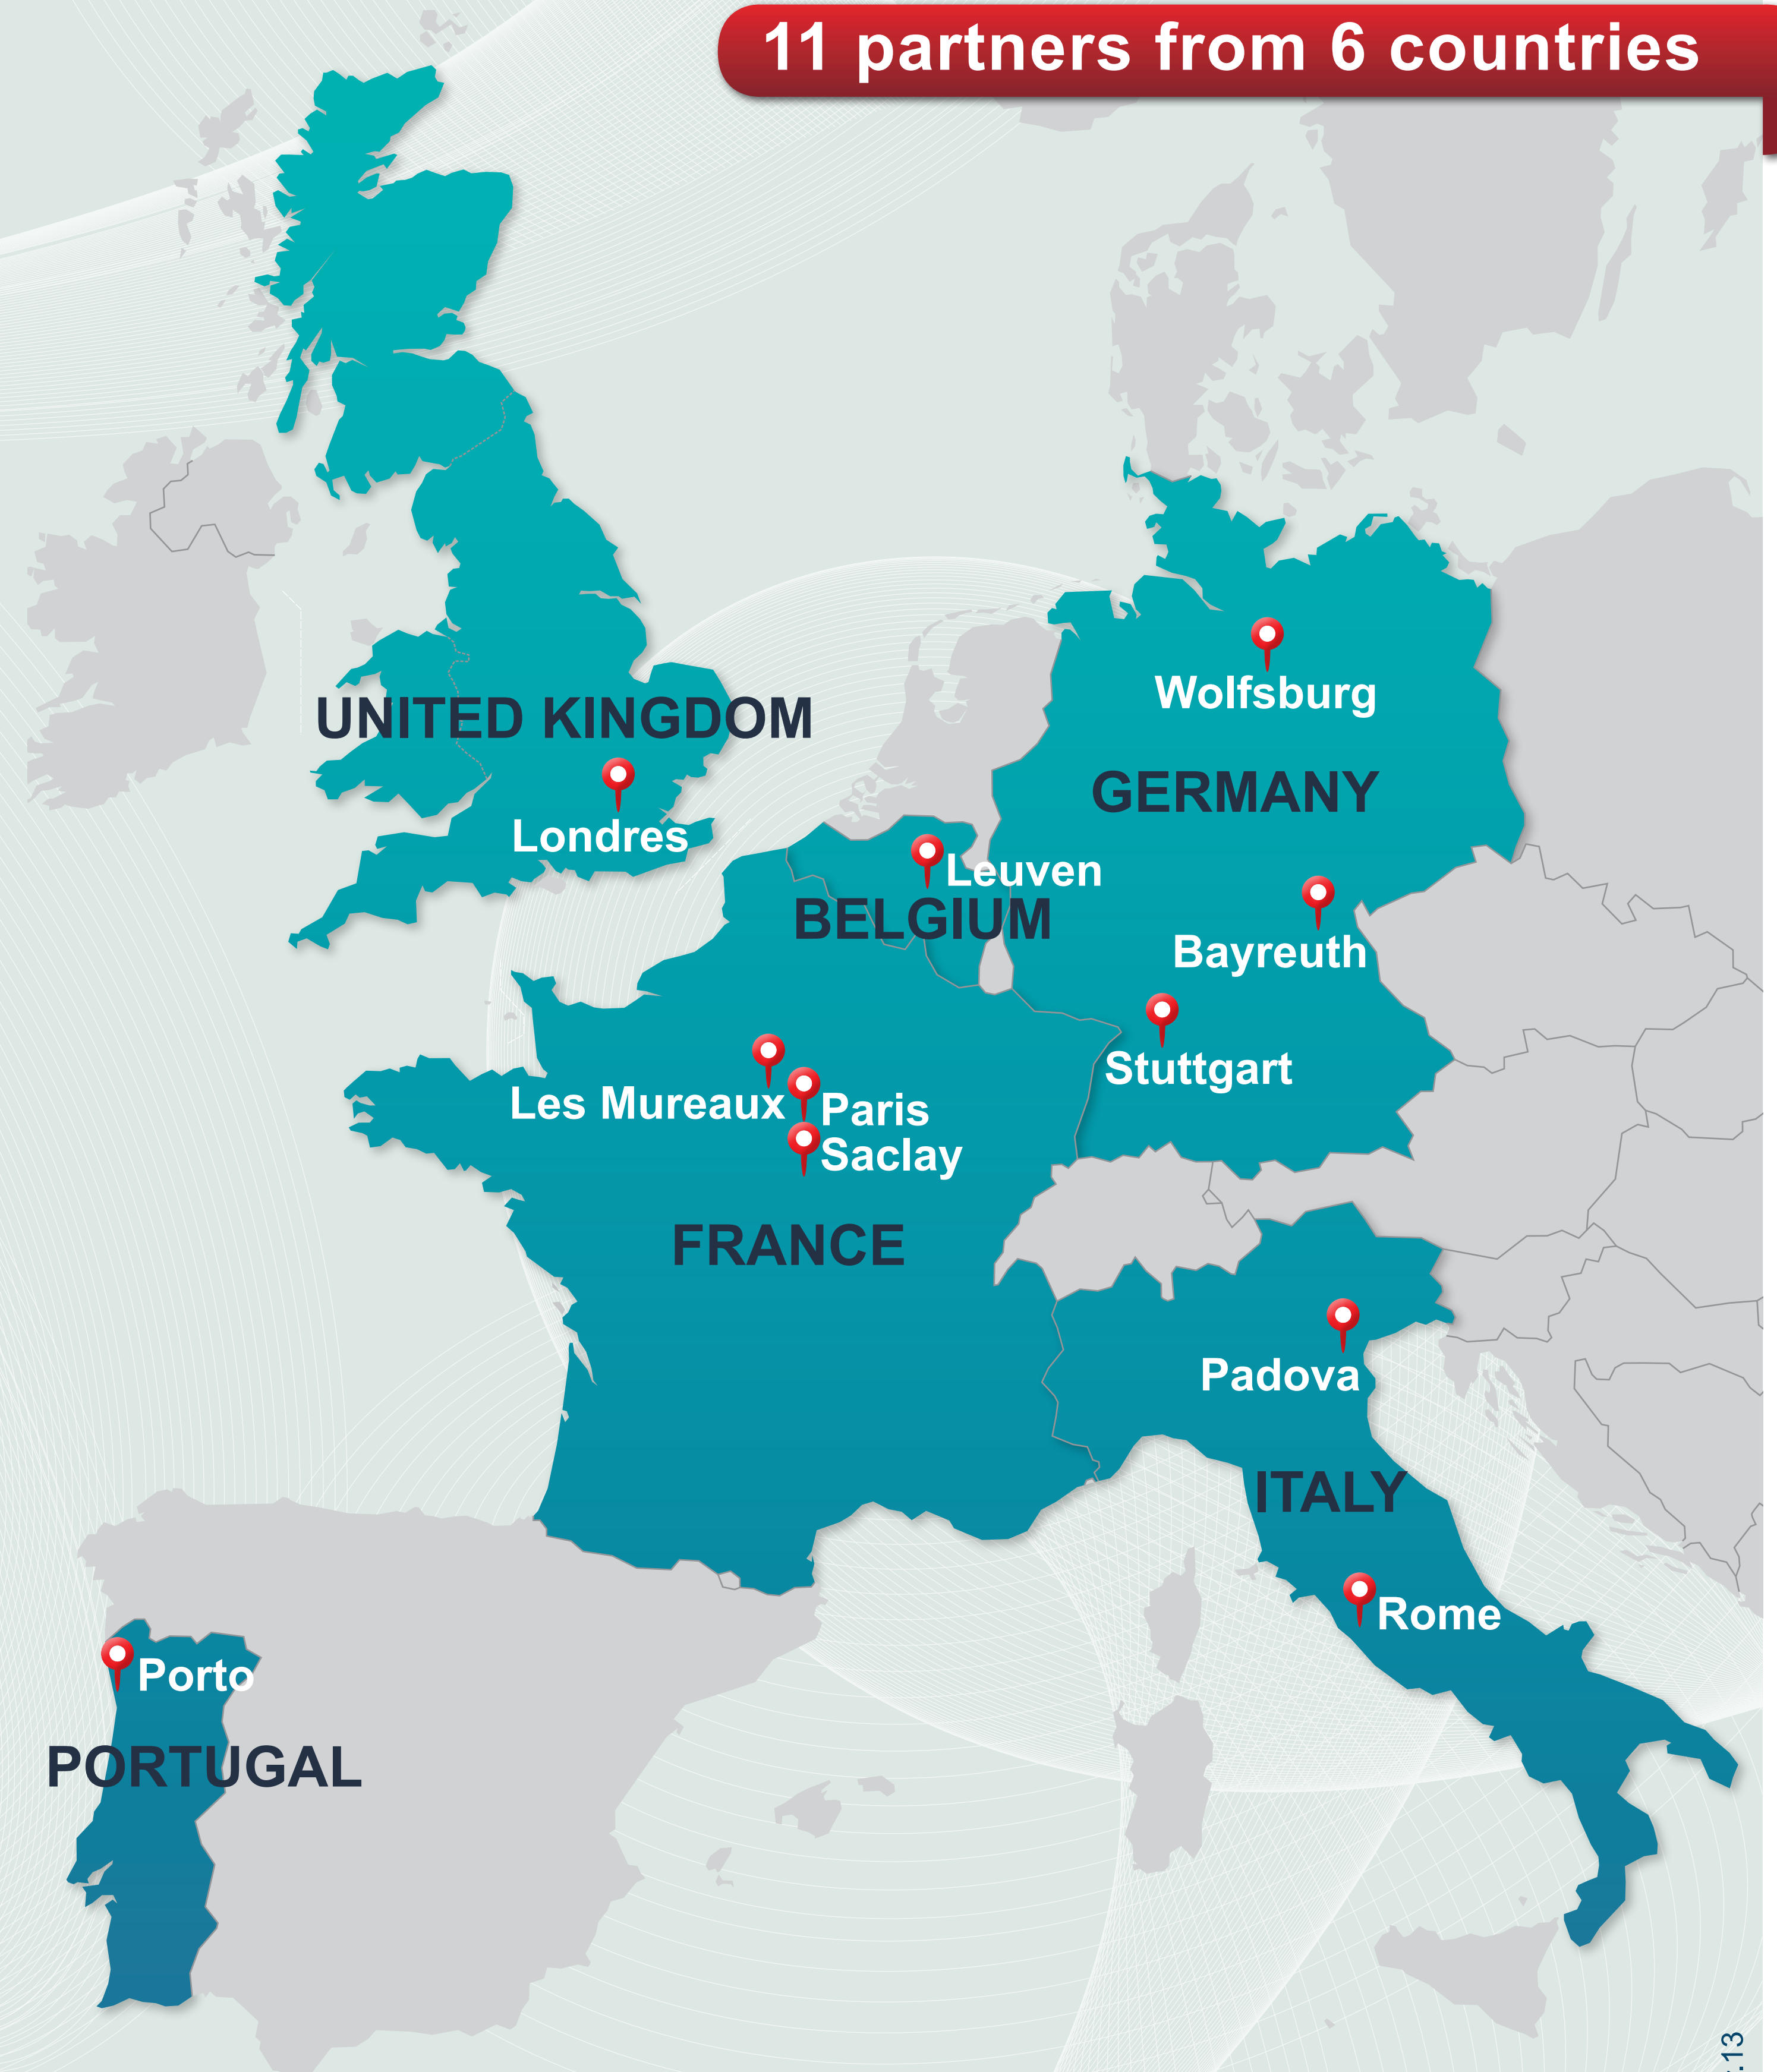 11 partners from 6 countries
Wolfsburg
UNITED KINGDOM
GERMANY
Londres
Leuven
BELGIUM
Bayreuth
Stuttgart
Les Mureaux
Paris
Saclay
FRANCE
Padova
ITALY
Rome
Porto
PORTUGAL